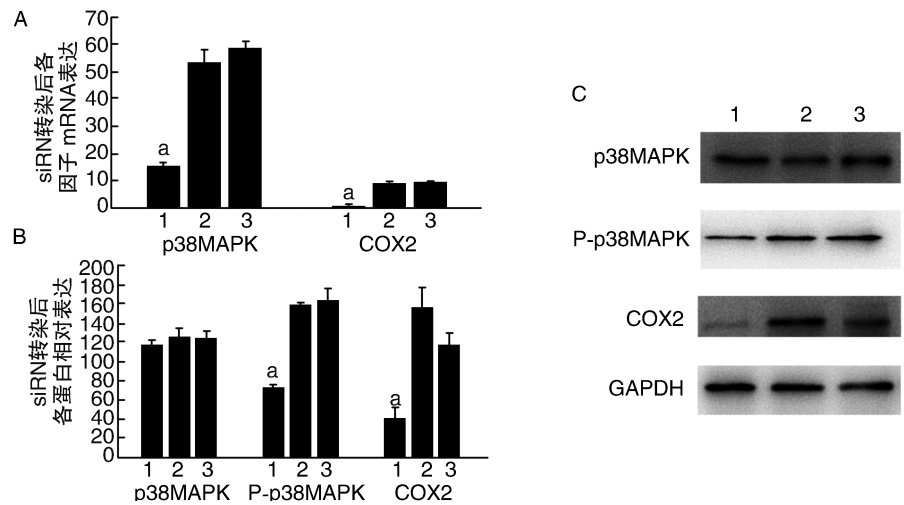 A
70
60
50
40
30
20
10
0
siRN转染后各
因子 mRNA表达
a
a
1 2 3 1 2 3
p38MAPK COX2
B
200
180
160
140
120
100
80
60
40
20
0
siRN转染后
各蛋白相对表达
a
a
1 2 3 1 2 3 1 2 3
p38MAPK P-p38MAPK COX2
C
1 2 3
p38MAPK
P-p38MAPK
COX2
GAPDH